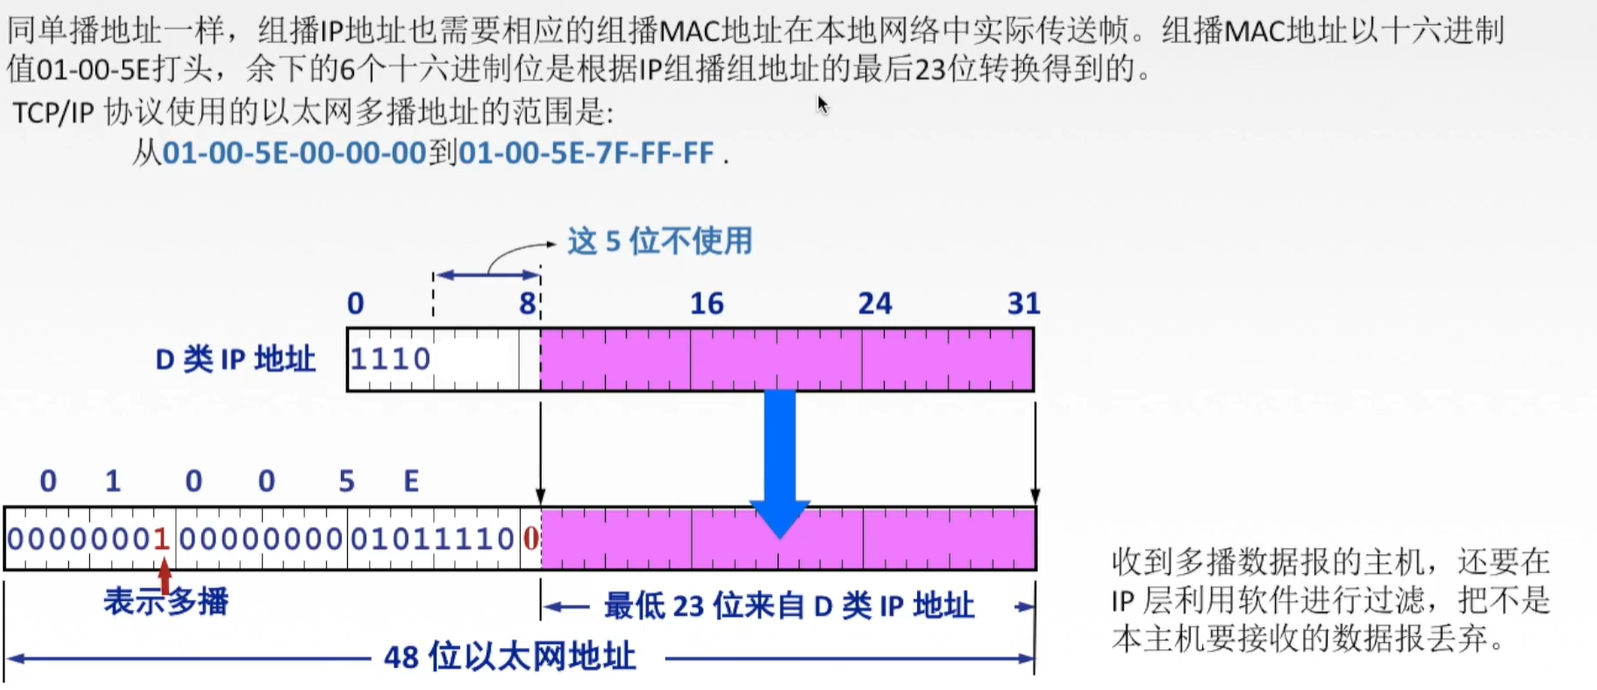 同单播地址一样，组播IP地址也需要相应的组播MAC地址在本地网络中实际传送帧。组播MAC地址以十六进制
值01-00-5E打头，余下的6个十六进制位是根据IP组播组地址的最后23位转换得到的。
TCP/IP 协议使用的以太网多播地址的范围是:
从01-00-5E-00-00-00到01-00-5E-7F-FF-FF .
这 5 位不使用
0 8 16 24 31
D 类 IP 地址 1110
0 1 0 0 5 E
00000001 00000000 01011110 0
表示多播
最低 23 位来自 D 类 IP 地址
48 位以太网地址
收到多播数据报的主机，还要在
IP 层利用软件进行过滤，把不是
本主机要接收的数据报丢弃。